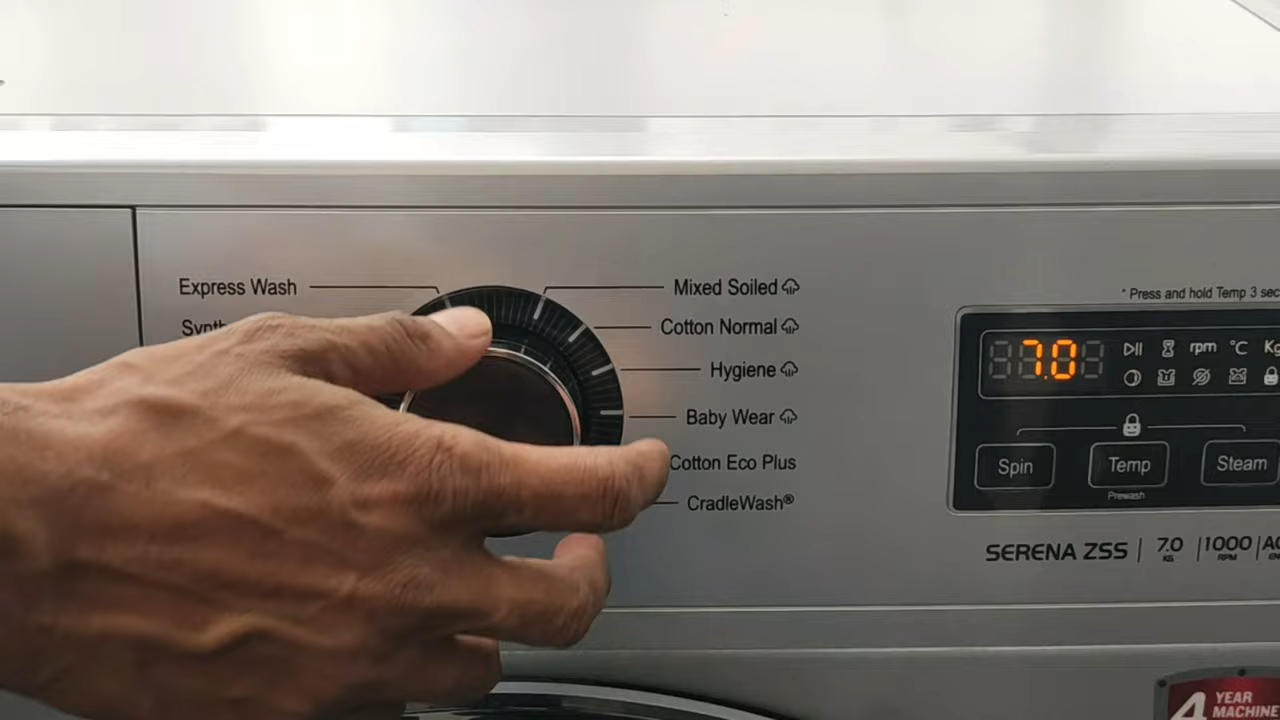 Express Wash
Mixed Soiled
Cotton Normal
Hygiene
Baby Wear
Cotton Eco Plus
CradleWash®
* Press and hold Temp 3 sec
7.0
rpm °C
Spin Temp Steam
Prewash
SERENA ZSS | 7.0 KG | 1000 RPM
4 YEAR
MACHINE